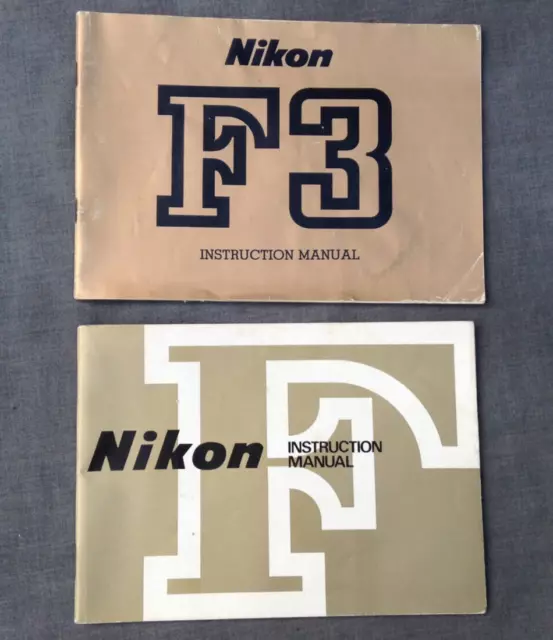 Nikon
F3
INSTRUCTION MANUAL
F
Nikon
INSTRUCTION
MANUAL